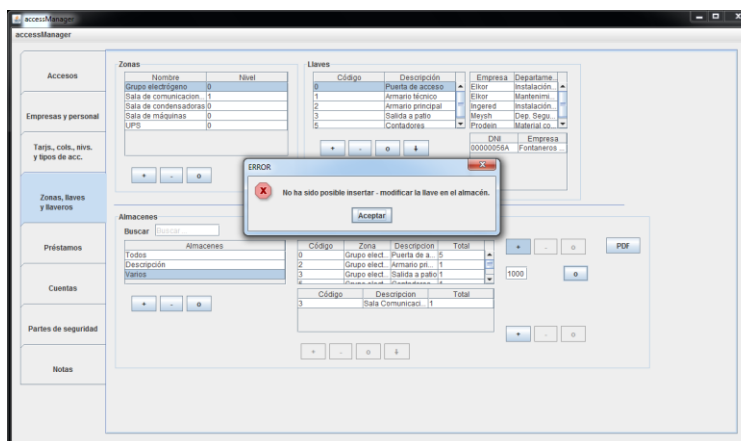 accessManager
accessManager
Accesos
Empresas y personal
Tarjs., cols., nivs.
y tipos de acc.
Zonas, llaves
y llaveros
Préstamos
Cuentas
Partes de seguridad
Notas
Zonas
Nombre Nivel
Grupo electrógeno 0
Sala de comunicacion... 1
Sala de condensadoras 0
Sala de máquinas 0
UPS 0
+ - o
Llaves
Código Descripción
0 Puerta de acceso
1 Armario técnico
2 Armario principal
3 Salida a patio
5 Contadores
+ - o
Empresa Departame...
Elkor Instalación...
Elkor Mantenimi...
Ingered Instalación...
Meysh Dep. Segu...
Prodein Material co...
DNI Empresa
00000056A Fontaneros ...
ERROR
No ha sido posible insertar - modificar la llave en el almacén.
Aceptar
Almacenes
Buscar Buscar...
Almacenes
Todos
Descripción
Varios
+ - o
Código Zona Descripcion Total
0 Grupo elect... Puerta de a... 5
2 Grupo elect... Armario pri... 1
3 Grupo elect... Salida a patio 1
5 Grupo elect... Contadores 1
Código Descripcion Total
3 Sala Comunicaci... 1
+ - o
+ - o
1000 o
PDF
+ - o